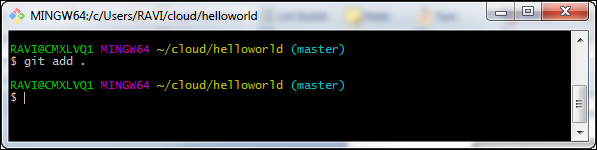 MINGW64:/c/Users/RAVI/cloud/helloworld
RAVI@CMXLVQ1 MINGW64 ~/cloud/helloworld (master)
$ git add .
RAVI@CMXLVQ1 MINGW64 ~/cloud/helloworld (master)
$